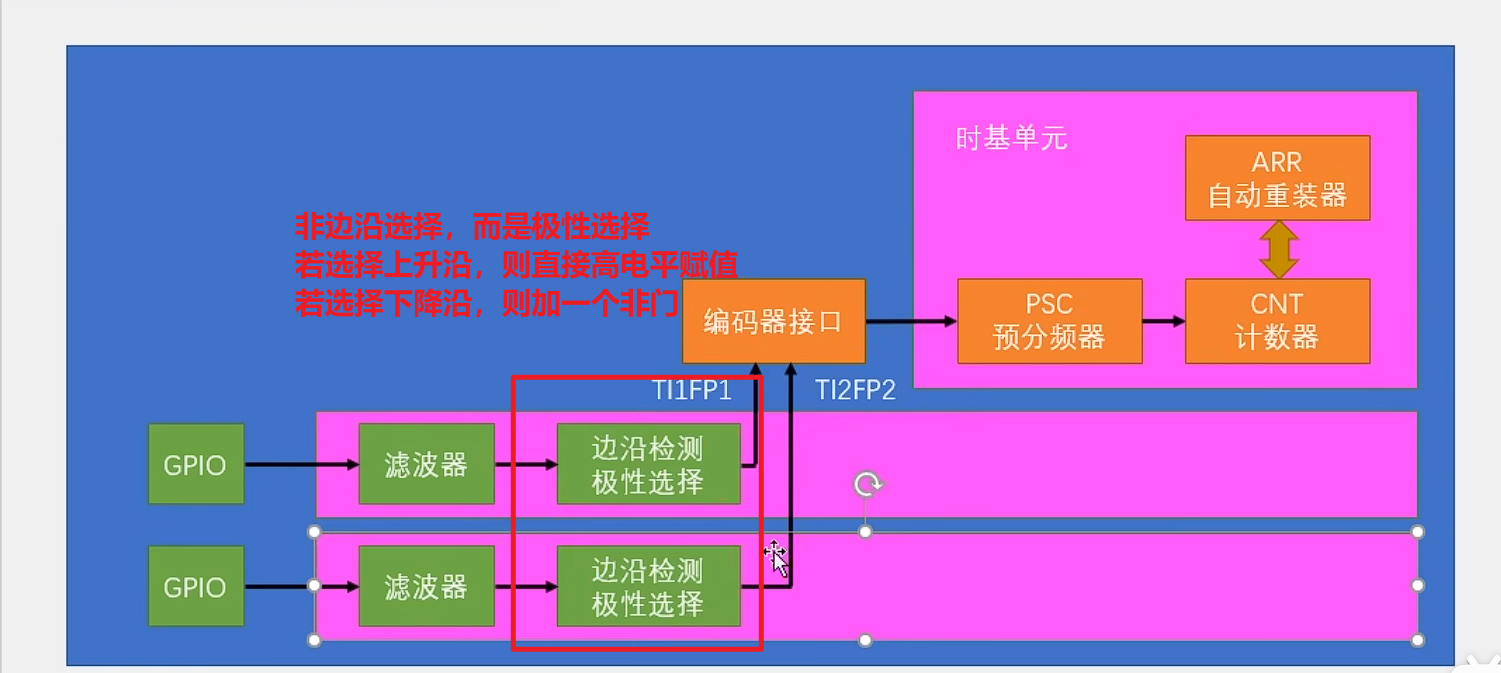 时基单元
ARR
自动重装器
非边沿选择，而是极性选择
若选择上升沿，则直接高电平赋值
若选择下降沿，则加一个非门
编码器接口
PSC
预分频器
CNT
计数器
TI1FP1
TI2FP2
GPIO
滤波器
边沿检测
极性选择
GPIO
滤波器
边沿检测
极性选择